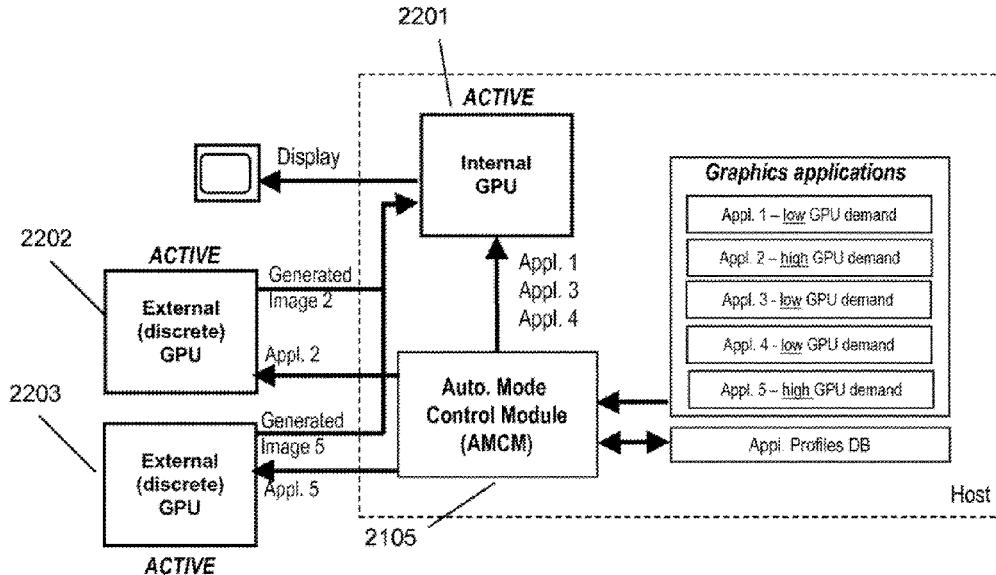 2201
ACTIVE
Internal
GPU
Display
Graphics applications
Appl. 1 – low GPU demand
Appl. 2 – high GPU demand
Appl. 3 - low GPU demand
Appl. 4 – low GPU demand
Appl. 5 – high GPU demand
Appl. Profiles DB
Host
2202
ACTIVE
External
(discrete)
GPU
Generated
Image 2
Appl. 2
Appl. 1
Appl. 3
Appl. 4
Auto. Mode
Control Module
(AMCM)
2105
2203
External
(discrete)
GPU
ACTIVE
Generated
Image 5
Appl. 5